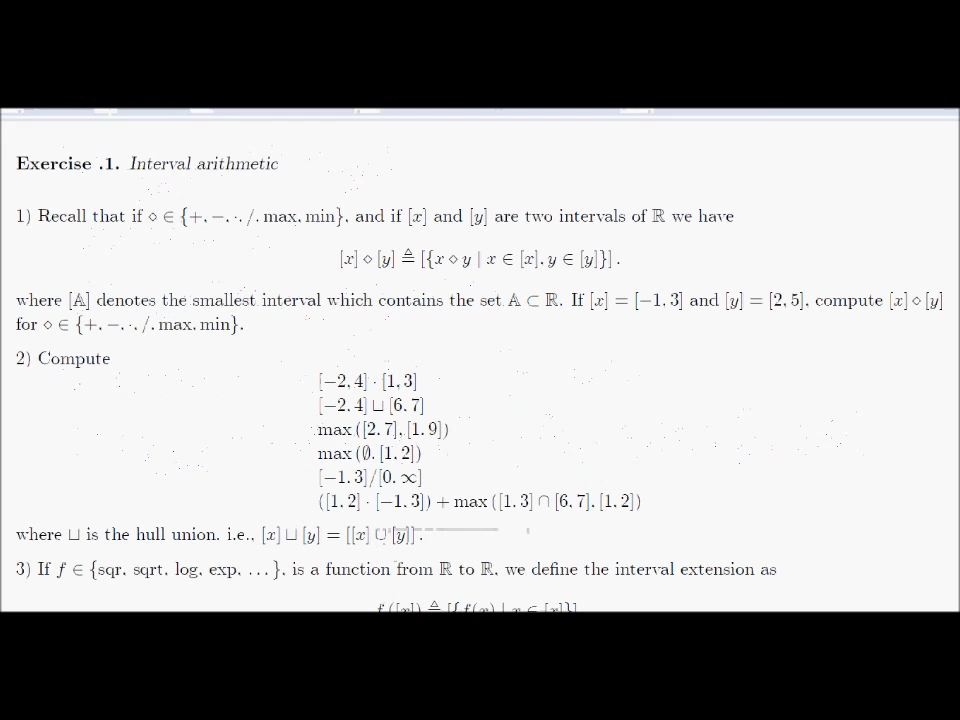 Exercise .1. Interval arithmetic
1) Recall that if ⋄ ∈ {+, −, ·, /, max, min}, and if [x] and [y] are two intervals of ℝ we have
[x] ⋄ [y] ≜ [{x ⋄ y | x ∈ [x], y ∈ [y]}] .
where [𝔸] denotes the smallest interval which contains the set 𝔸 ⊂ ℝ. If [x] = [−1, 3] and [y] = [2, 5], compute [x] ⋄ [y]
for ⋄ ∈ {+, −, ·, /, max, min}.
2) Compute
[−2, 4] · [1, 3]
[−2, 4] ⊔ [6, 7]
max ([2, 7], [1, 9])
max (∅, [1, 2])
[−1, 3]/[0, ∞]
([1, 2] · [−1, 3]) + max ([1, 3] ∩ [6, 7], [1, 2])
where ⊔ is the hull union, i.e., [x] ⊔ [y] = [[x] ∪ [y]] .
3) If f ∈ {sqr, sqrt, log, exp, ... }, is a function from ℝ to ℝ, we define the interval extension as
f ([x]) ≜ [{f(x) | x ∈ [x]}]